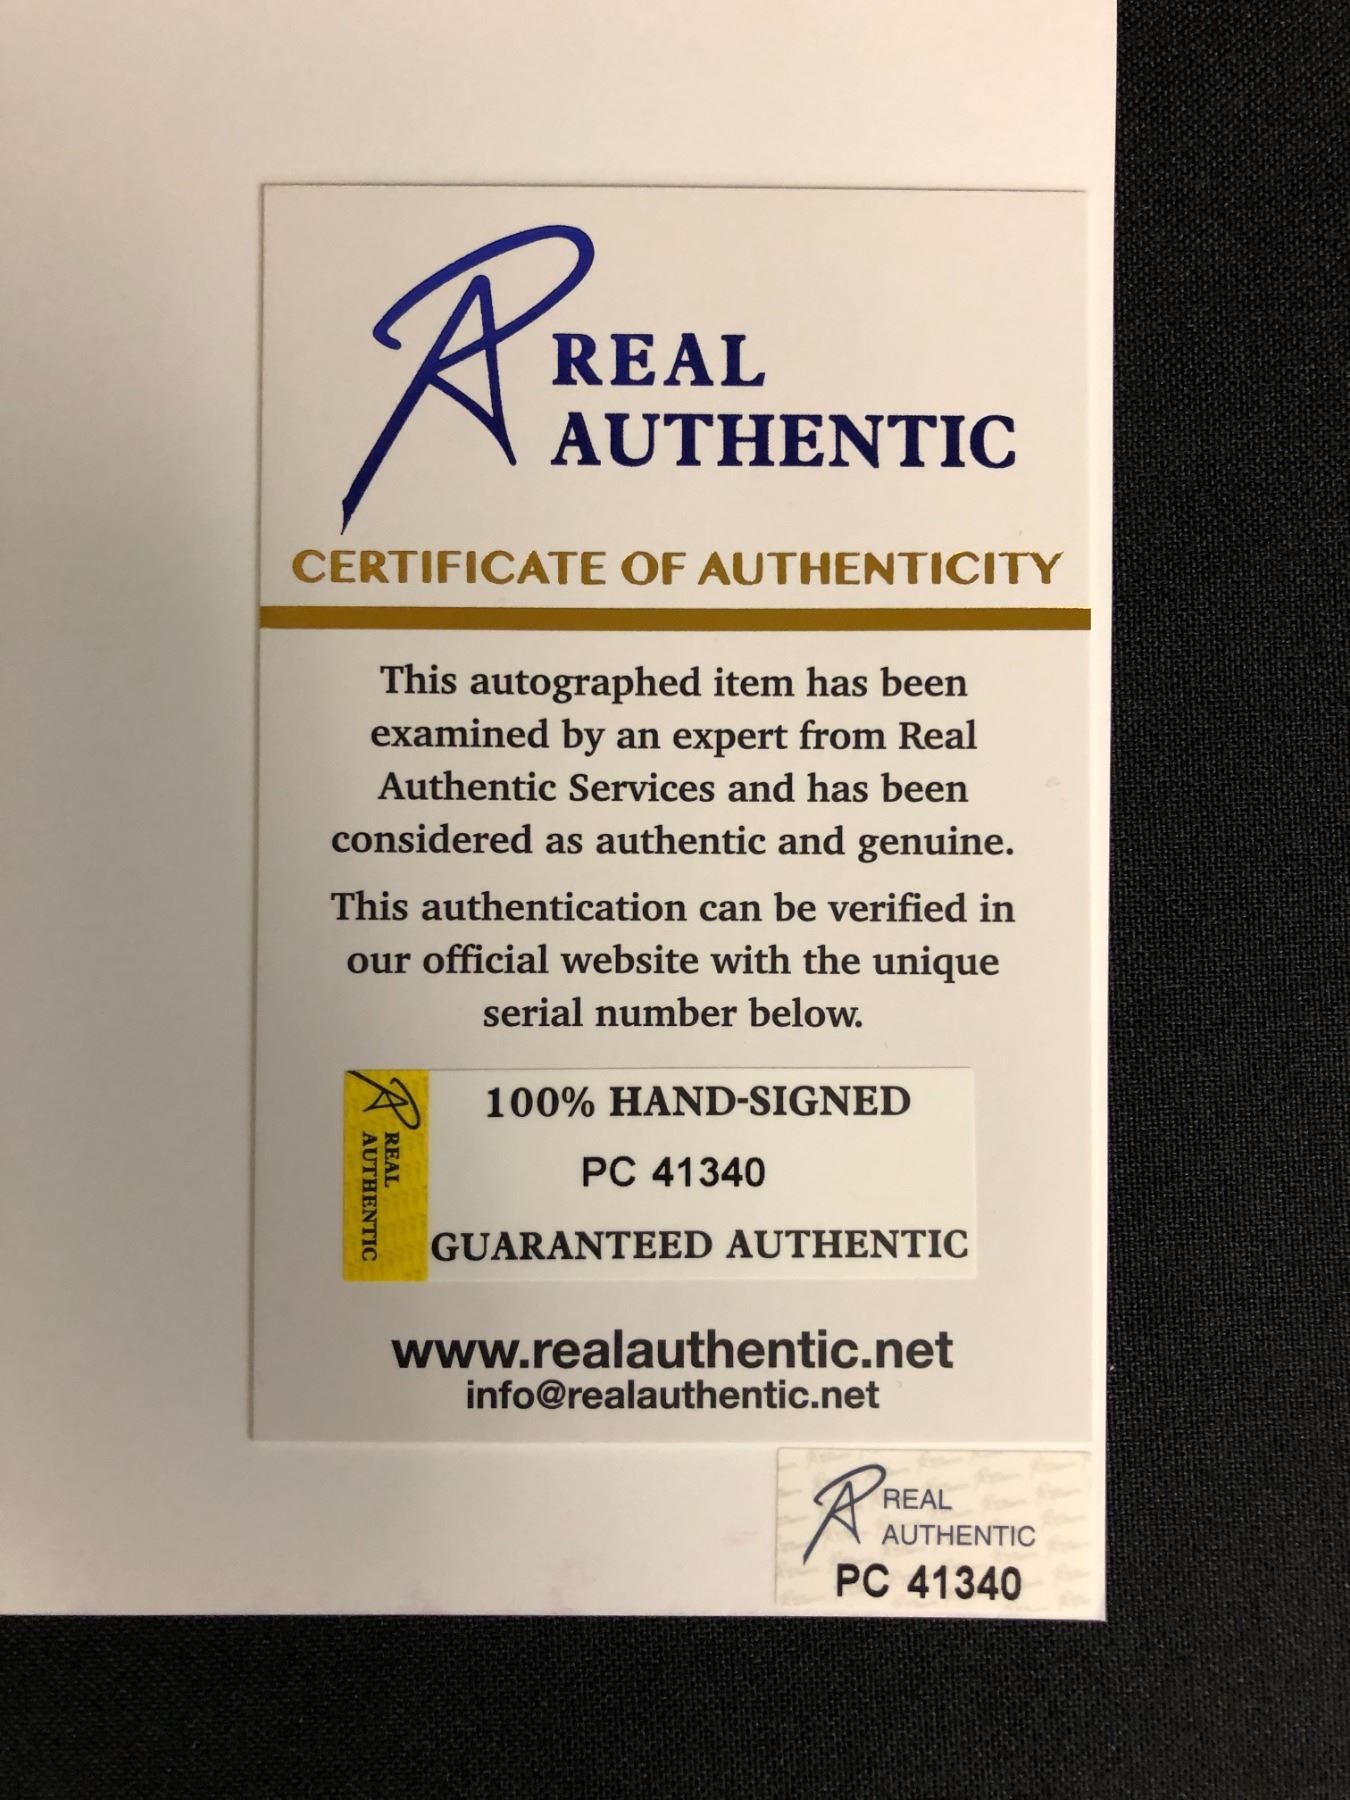 REAL
AUTHENTIC
CERTIFICATE OF AUTHENTICITY
This autographed item has been
examined by an expert from Real
Authentic Services and has been
considered as authentic and genuine.
This authentication can be verified in
our official website with the unique
serial number below.
REAL
AUTHENTIC
100% HAND-SIGNED
PC 41340
GUARANTEED AUTHENTIC
www.realauthentic.net
info@realauthentic.net
REAL
AUTHENTIC
PC 41340